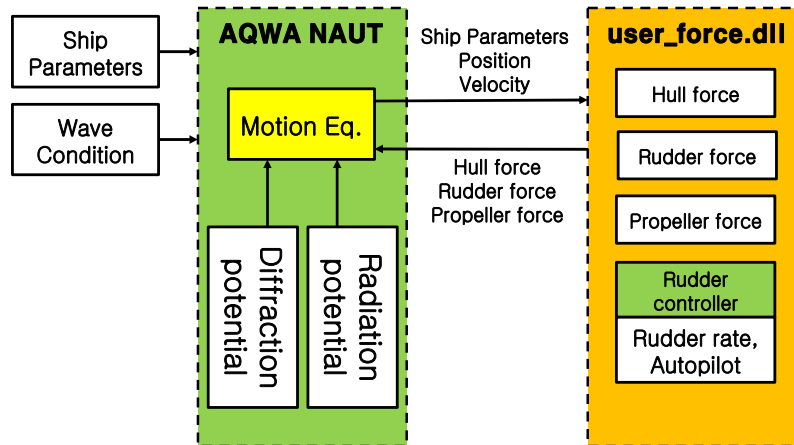 Ship
Parameters
Wave
Condition
AQWA NAUT
Motion Eq.
Diffraction
potential
Radiation
potential
Ship Parameters
Position
Velocity
Hull force
Rudder force
Propeller force
user_force.dll
Hull force
Rudder force
Propeller force
Rudder
controller
Rudder rate,
Autopilot